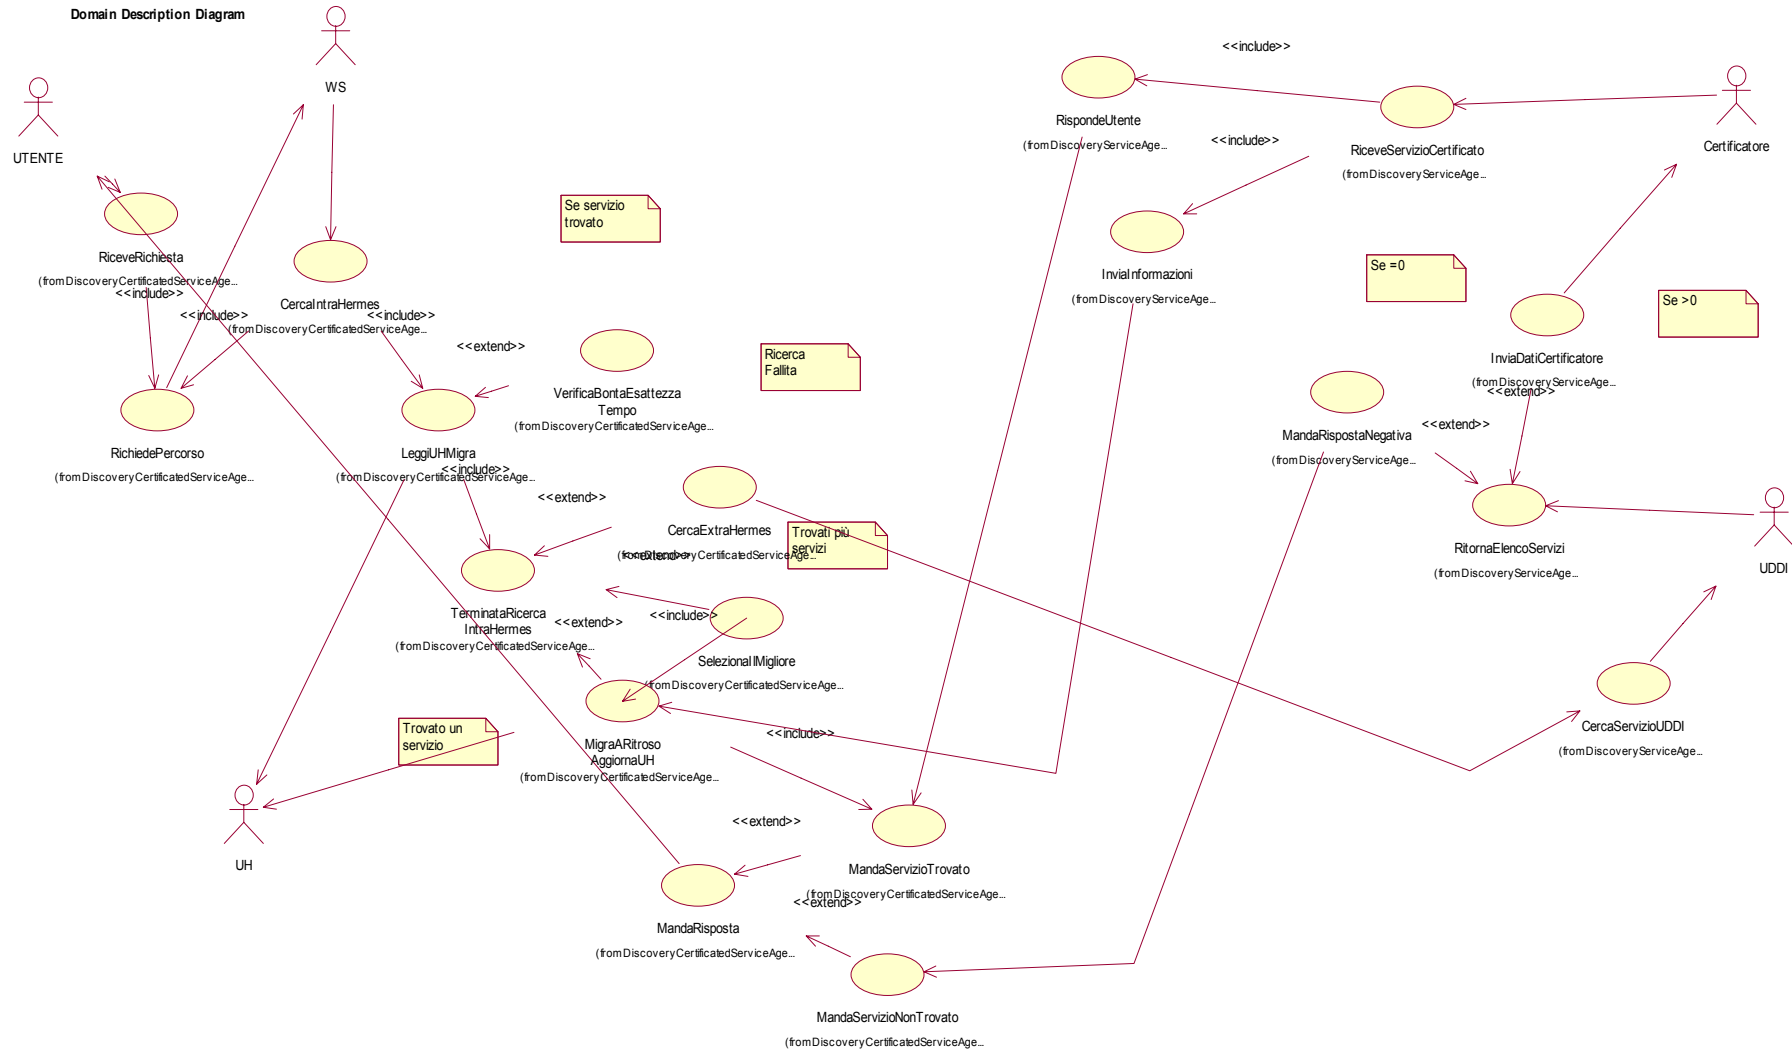 Domain Description Diagram
WS
UTENTE
RiceveRichiesta
(from DiscoveryCertificatedServiceAge...
<<include>>
CercaIntraHermes
(from DiscoveryCertificatedServiceAge...
<<include>>
<<include>>
RichiedePercorso
(from DiscoveryCertificatedServiceAge...
Se servizio
trovato
<<extend>>
VerificaBontaEsattezza
Tempo
(from DiscoveryCertificatedServiceAge...
Ricerca
Fallita
LeggiUHMigra
(from DiscoveryCertificatedServiceAge...
<<include>>
<<extend>>
CercaExtraHermes
(from DiscoveryCertificatedServiceAge...
<<extend>>
Trovati più
servizi
TerminataRicerca
IntraHermes
(from DiscoveryCertificatedServiceAge...
<<extend>>
<<include>>
SelezionaIlMigliore
(from DiscoveryCertificatedServiceAge...
Trovato un
servizio
MigraARitroso
AggiornaUH
(from DiscoveryCertificatedServiceAge...
<<include>>
UH
<<extend>>
MandaServizioTrovato
(from DiscoveryCertificatedServiceAge...
<<extend>>
MandaRisposta
(from DiscoveryCertificatedServiceAge...
MandaServizioNonTrovato
(from DiscoveryCertificatedServiceAge...
<<include>>
RispondeUtente
(from DiscoveryServiceAge...
<<include>>
RiceveServizioCertificato
(from DiscoveryServiceAge...
Certificatore
InviaInformazioni
(from DiscoveryServiceAge...
Se =0
Se >0
InviaDatiCertificatore
(from DiscoveryServiceAge...
<<extend>>
MandaRispostaNegativa
(from DiscoveryServiceAge...
<<extend>>
RitornaElencoServizi
(from DiscoveryServiceAge...
UDDI
CercaServizioUDDI
(from DiscoveryServiceAge...